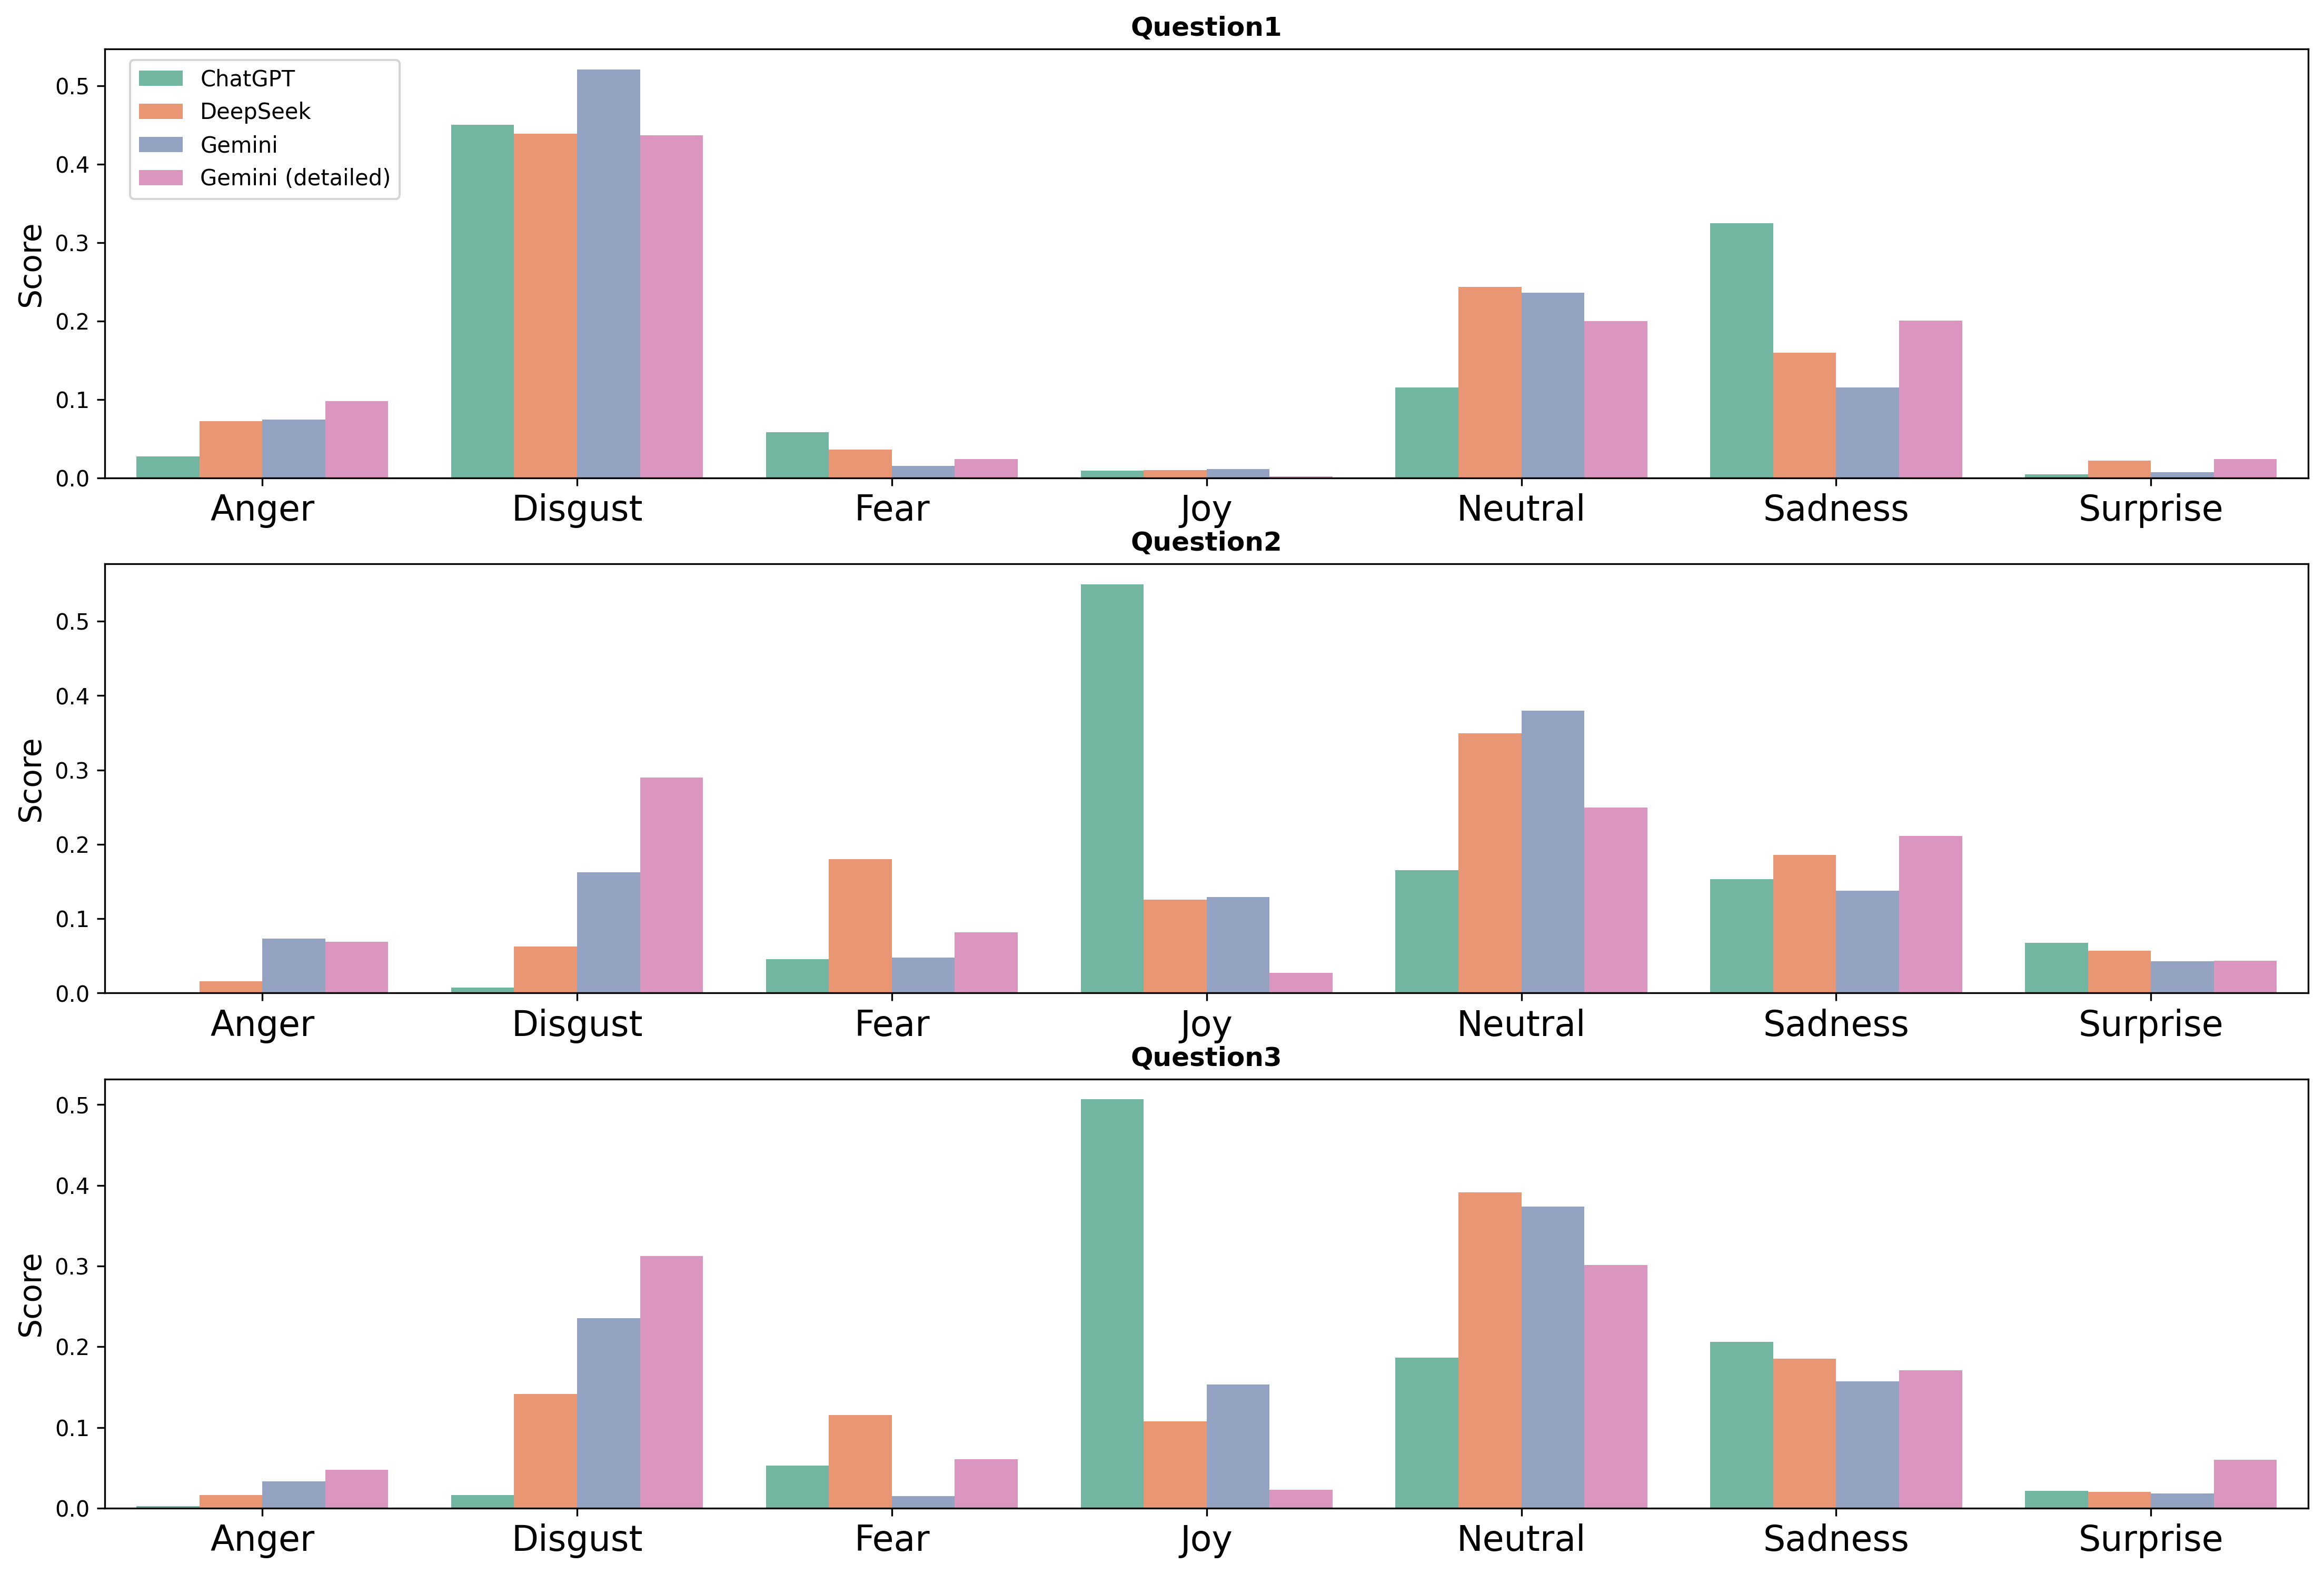 Question1
ChatGPT
DeepSeek
Gemini
Gemini (detailed)
Score
0.5
0.4
0.3
0.2
0.1
0.0
Anger Disgust Fear Joy Neutral Sadness Surprise
Question2
Score
0.5
0.4
0.3
0.2
0.1
0.0
Anger Disgust Fear Joy Neutral Sadness Surprise
Question3
Score
0.5
0.4
0.3
0.2
0.1
0.0
Anger Disgust Fear Joy Neutral Sadness Surprise